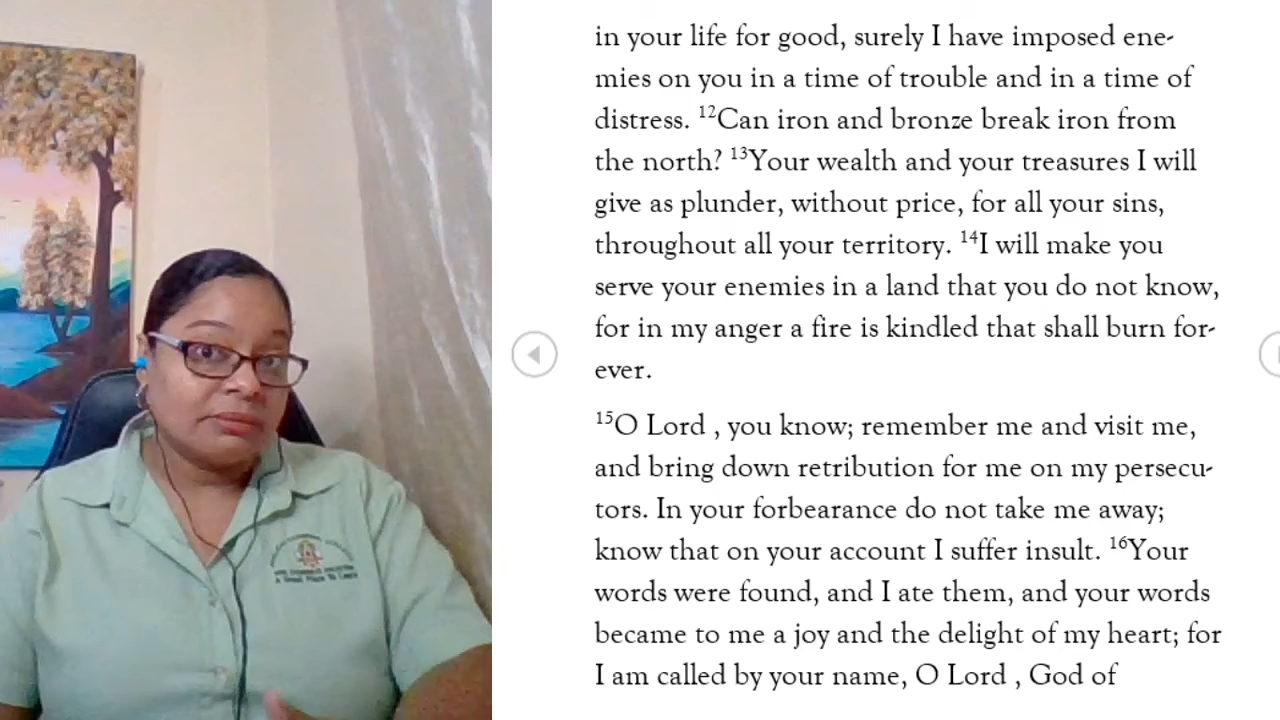 in your life for good, surely I have imposed ene-
mies on you in a time of trouble and in a time of
distress. 12Can iron and bronze break iron from
the north? 13Your wealth and your treasures I will
give as plunder, without price, for all your sins,
throughout all your territory. 14I will make you
serve your enemies in a land that you do not know,
for in my anger a fire is kindled that shall burn for-
ever.
15O Lord , you know; remember me and visit me,
and bring down retribution for me on my persecu-
tors. In your forbearance do not take me away;
know that on your account I suffer insult. 16Your
words were found, and I ate them, and your words
became to me a joy and the delight of my heart; for
I am called by your name, O Lord , God of
A Great Place To Learn